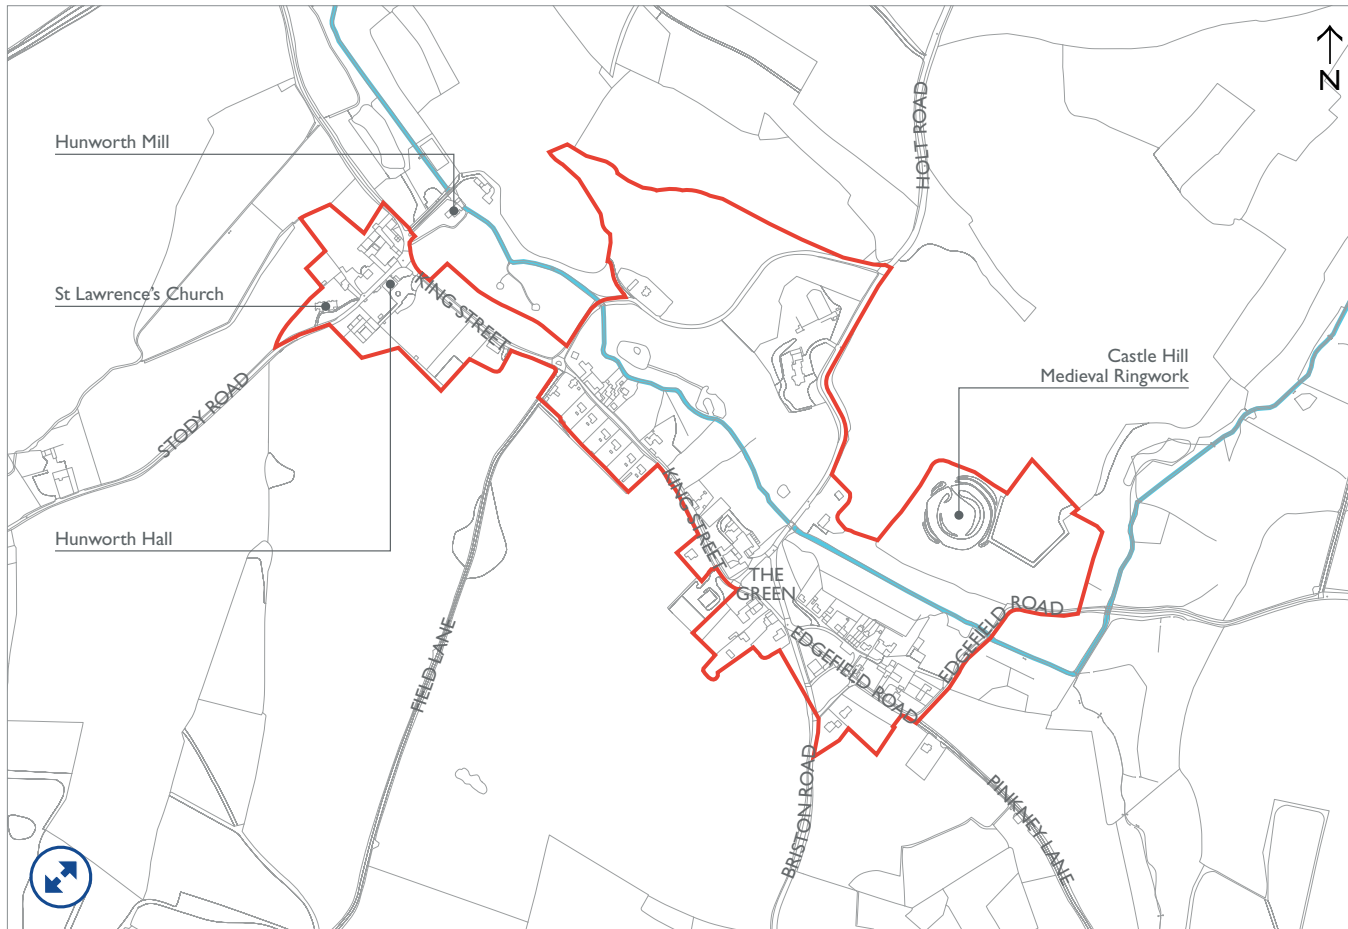 N
HOLT ROAD
Hunworth Mill
St Lawrence's Church
KING STREET
Castle Hill
Medieval Ringwork
STODY ROAD
Hunworth Hall
KING STREET
THE
GREEN
EDGEFIELD ROAD
EDGEFIELD ROAD
FIELD LANE
BRISTON ROAD
PINKNEY LANE